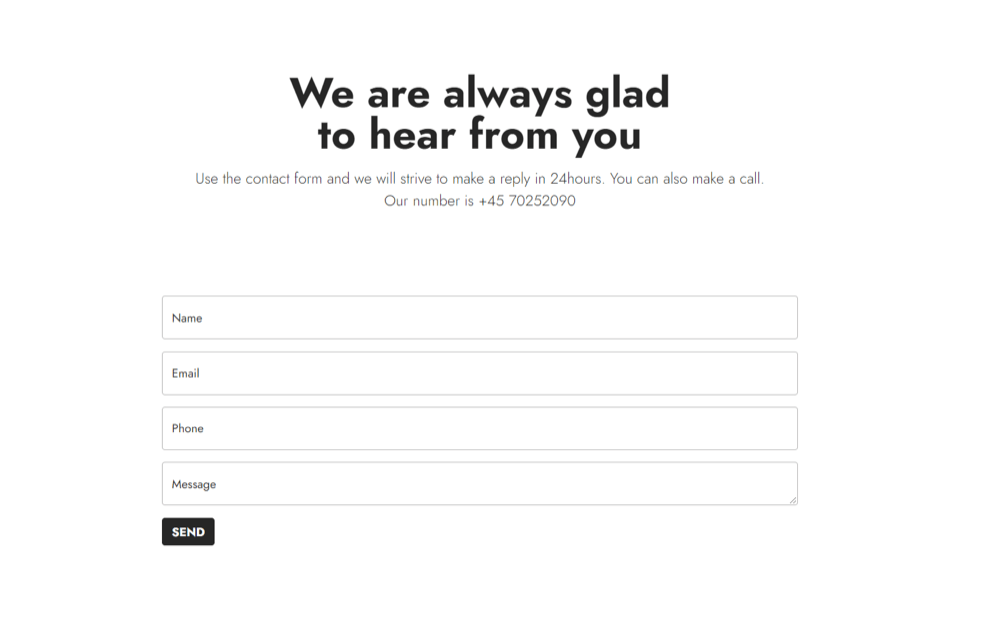 We are always glad
to hear from you
Use the contact form and we will strive to make a reply in 24hours. You can also make a call.
Our number is +45 70252090
Name
Email
Phone
Message
SEND